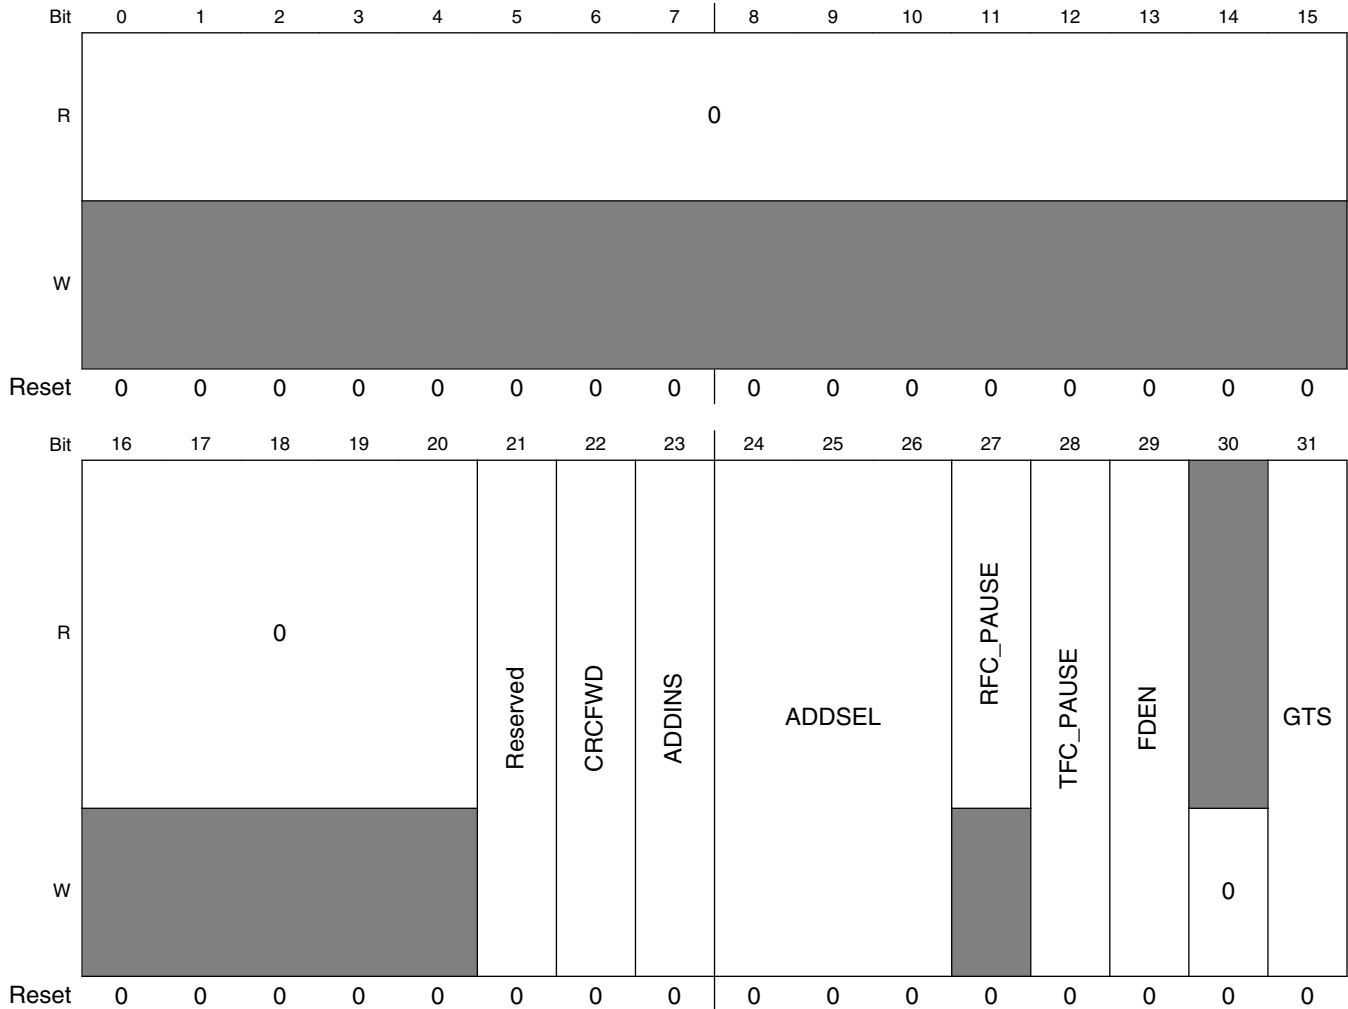 Bit 0 1 2 3 4 5 6 7 8 9 10 11 12 13 14 15
R 0
W
Reset 0 0 0 0 0 0 0 0 0 0 0 0 0 0 0 0
Bit 16 17 18 19 20 21 22 23 24 25 26 27 28 29 30 31
R 0 Reserved CRCFWD ADDINS ADDSEL RFC_PAUSE TFC_PAUSE FDEN GTS
W 0
Reset 0 0 0 0 0 0 0 0 0 0 0 0 0 0 0 0